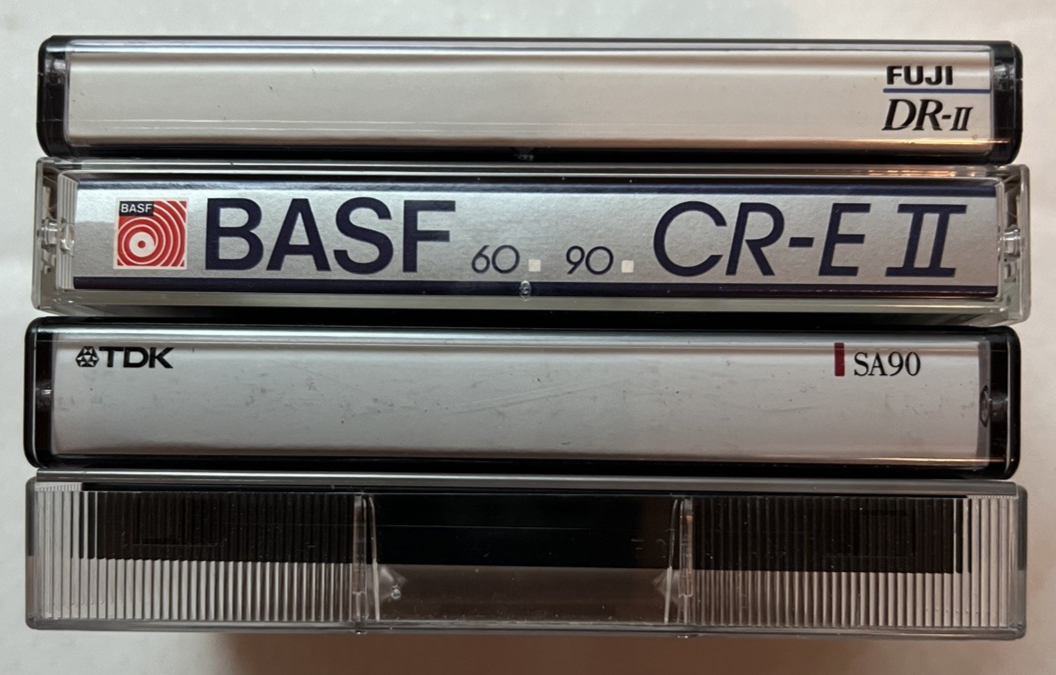 FUJI
DR-II
BASF
BASF 60 90 CR-E II
TDK
SA90